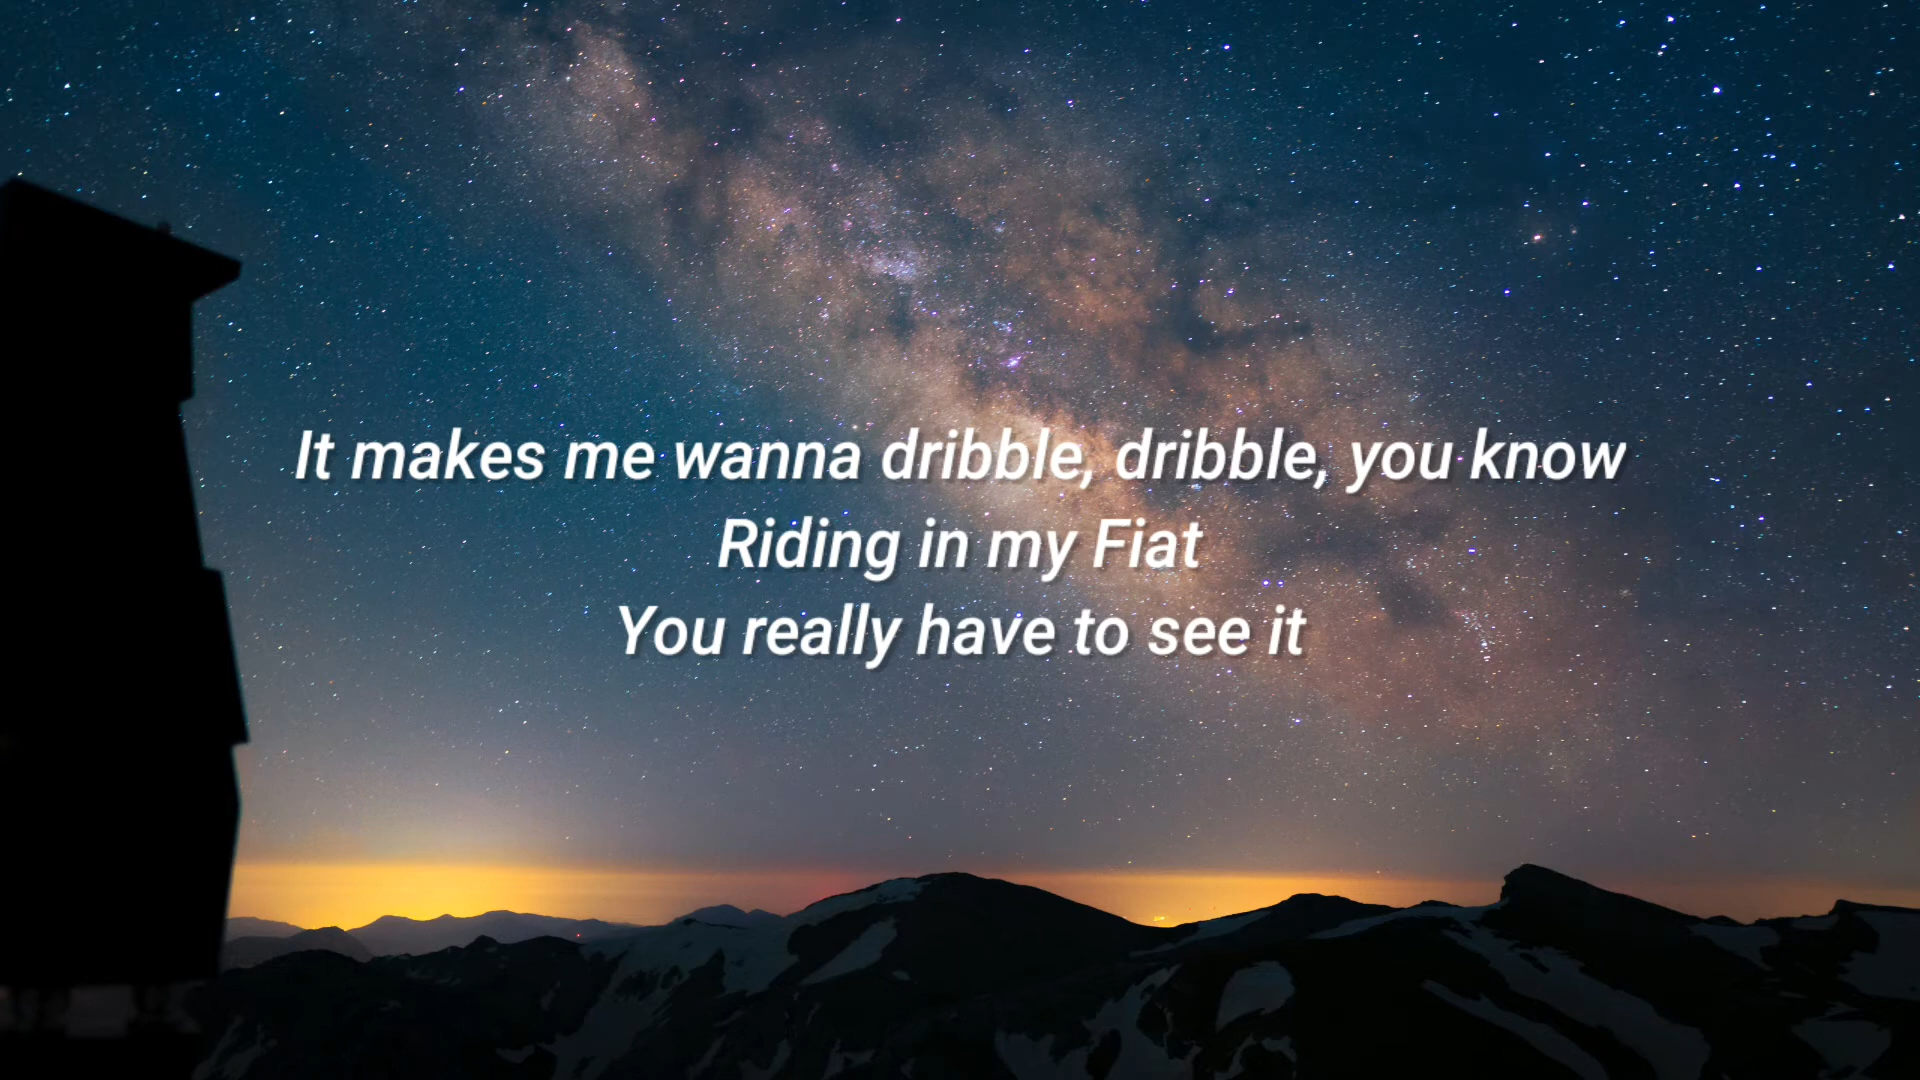 It makes me wanna dribble, dribble, you know
Riding in my Fiat
You really have to see it